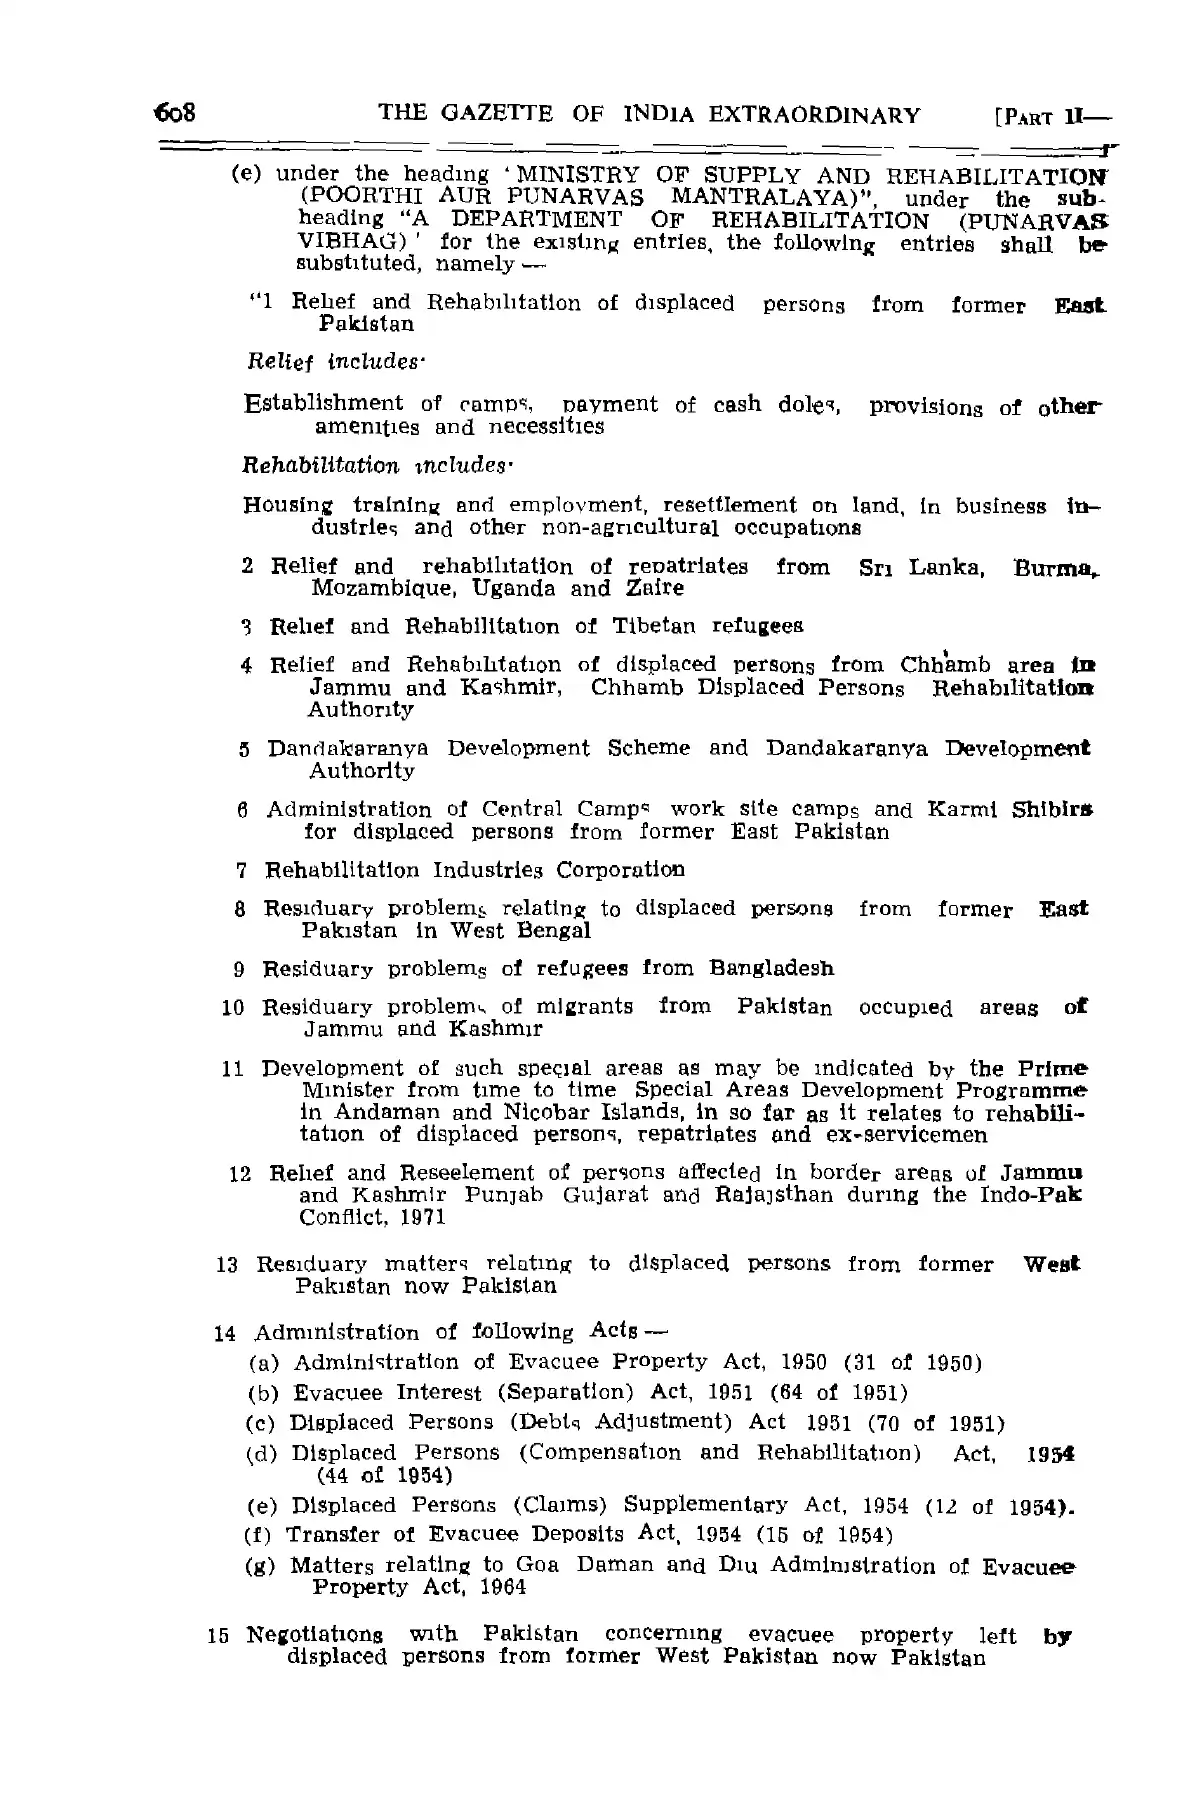 608 THE GAZETTE OF INDIA EXTRAORDINARY [PART II—
(e) under the heading ‘MINISTRY OF SUPPLY AND REHABILITATION
(POORTHI AUR PUNARVAS MANTRALAYA)”, under the sub-
heading “A DEPARTMENT OF REHABILITATION (PUNARVAS
VIBHAG)’ for the existing entries, the following entries shall be
substituted, namely —
“1 Relief and Rehabilitation of displaced persons from former East
Pakistan
Relief includes·
Establishment of camps, payment of cash doles, provisions of other
amenities and necessities
Rehabilitation includes·
Housing training and employment, resettlement on land, in business in-
dustries and other non-agricultural occupations
2 Relief and rehabilitation of repatriates from Sri Lanka, Burma,
Mozambique, Uganda and Zaire
3 Relief and Rehabilitation of Tibetan refugees
4 Relief and Rehabilitation of displaced persons from Chhamb area in
Jammu and Kashmir, Chhamb Displaced Persons Rehabilitation
Authority
5 Dandakaranya Development Scheme and Dandakaranya Development
Authority
6 Administration of Central Camps work site camps and Karmi Shibirs
for displaced persons from former East Pakistan
7 Rehabilitation Industries Corporation
8 Residuary problems relating to displaced persons from former East
Pakistan in West Bengal
9 Residuary problems of refugees from Bangladesh
10 Residuary problems of migrants from Pakistan occupied areas of
Jammu and Kashmir
11 Development of such special areas as may be indicated by the Prime
Minister from time to time Special Areas Development Programme
in Andaman and Nicobar Islands, in so far as it relates to rehabili-
tation of displaced persons, repatriates and ex-servicemen
12 Relief and Reseelement of persons affected in border areas of Jammu
and Kashmir Punjab Gujarat and Rajajsthan during the Indo-Pak
Conflict, 1971
13 Residuary matters relating to displaced persons from former West
Pakistan now Pakistan
14 Administration of following Acts —
(a) Administration of Evacuee Property Act, 1950 (31 of 1950)
(b) Evacuee Interest (Separation) Act, 1951 (64 of 1951)
(c) Displaced Persons (Debts Adjustment) Act 1951 (70 of 1951)
(d) Displaced Persons (Compensation and Rehabilitation) Act, 1954
(44 of 1954)
(e) Displaced Persons (Claims) Supplementary Act, 1954 (12 of 1954).
(f) Transfer of Evacuee Deposits Act, 1954 (15 of 1954)
(g) Matters relating to Goa Daman and Diu Administration of Evacuee
Property Act, 1964
15 Negotiations with Pakistan concerning evacuee property left by
displaced persons from former West Pakistan now Pakistan